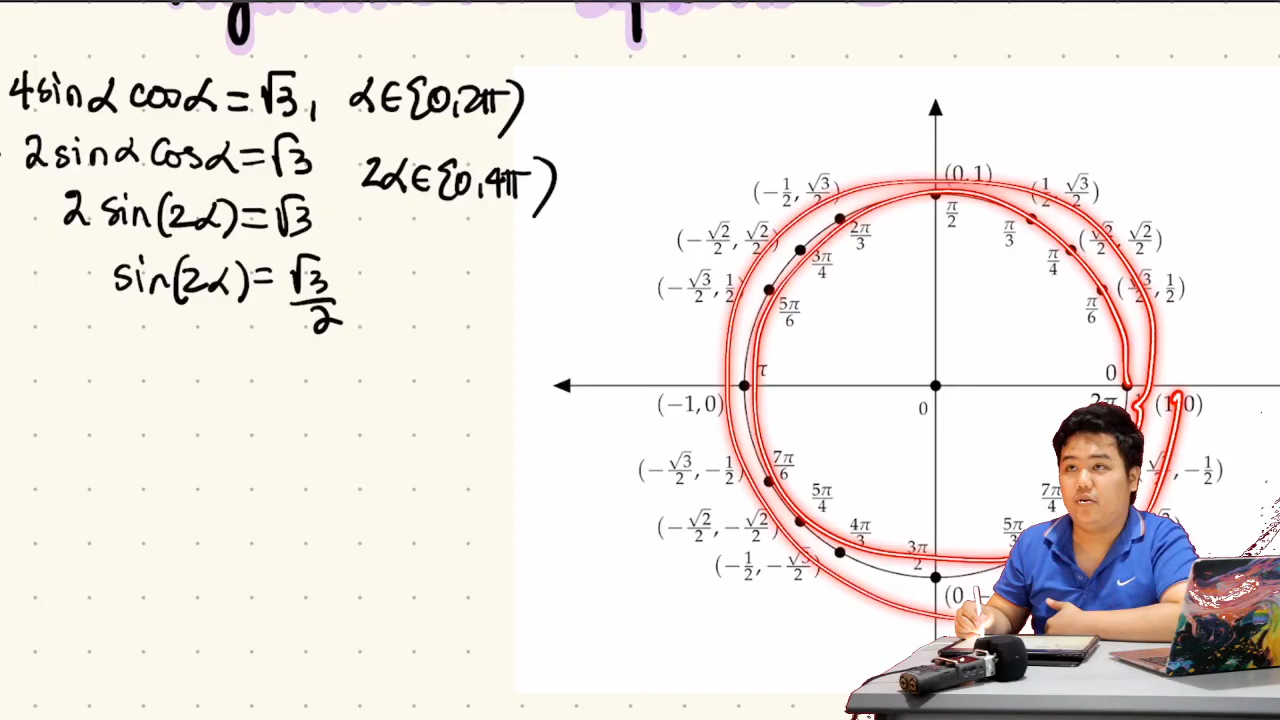 4sinα cosα = √3, α∈[0,2π)
2sinα cosα = √3 2α∈[0,4π)
2 sin(2α) = √3
sin(2α) = √3/2
(0, 1)
(-1/2, √3/2) (1/2, √3/2)
π/2
2π/3 π/3
(-√2/2, √2/2) (√2/2, √2/2)
3π/4 π/4
(-√3/2, 1/2) (√3/2, 1/2)
5π/6 π/6
π 0
(-1, 0) 0 2π (1, 0)
(-√3/2, -1/2) 7π/6 -1/2)
5π/4 7π/4
(-√2/2, -√2/2) 4π/3 5π
(-1/2, -√3/2) 3π/2
(0,